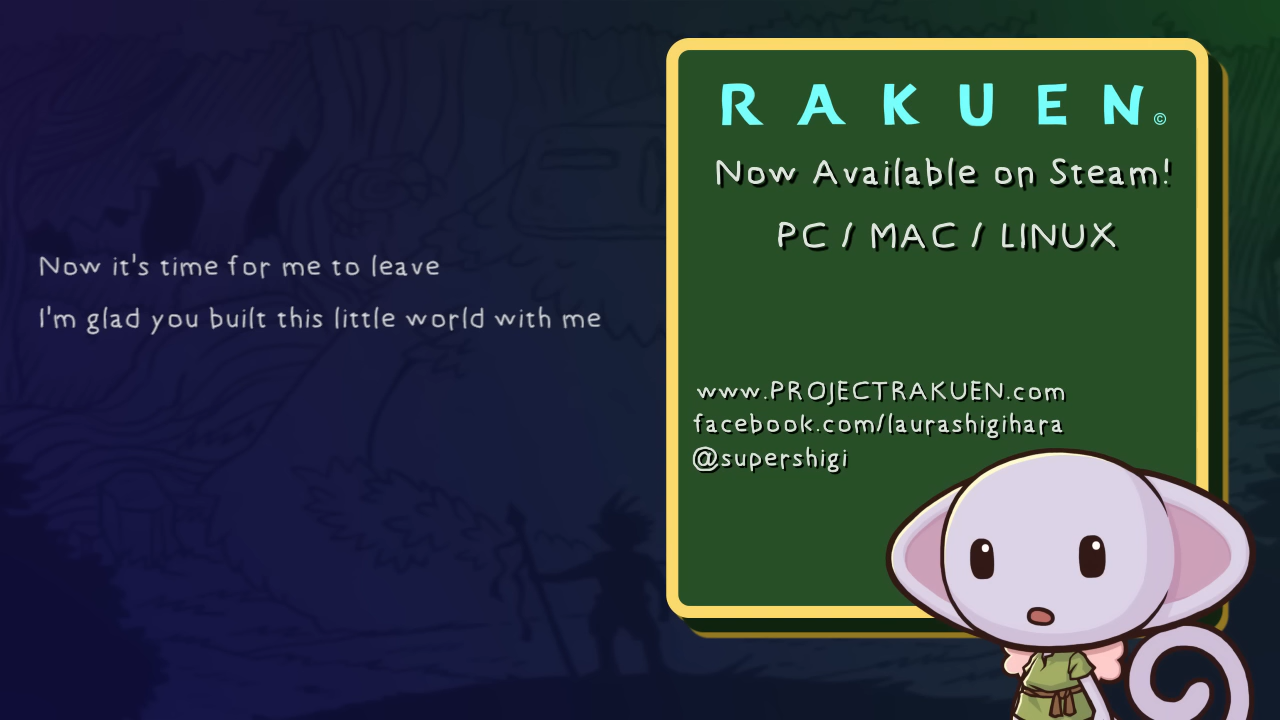 Now it's time for me to leave
I'm glad you built this little world with me
RAKUEN©
Now Available on Steam!
PC / MAC / LINUX
www.PROJECTRAKUEN.com
facebook.com/laurashigihara
@supershigi